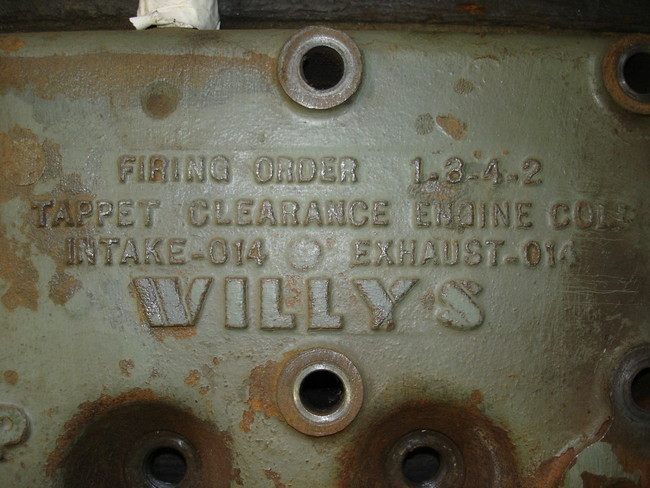 FIRING ORDER 1-3-4-2
TAPPET CLEARANCE ENGINE COLD
INTAKE-014 EXHAUST-014
WILLYS